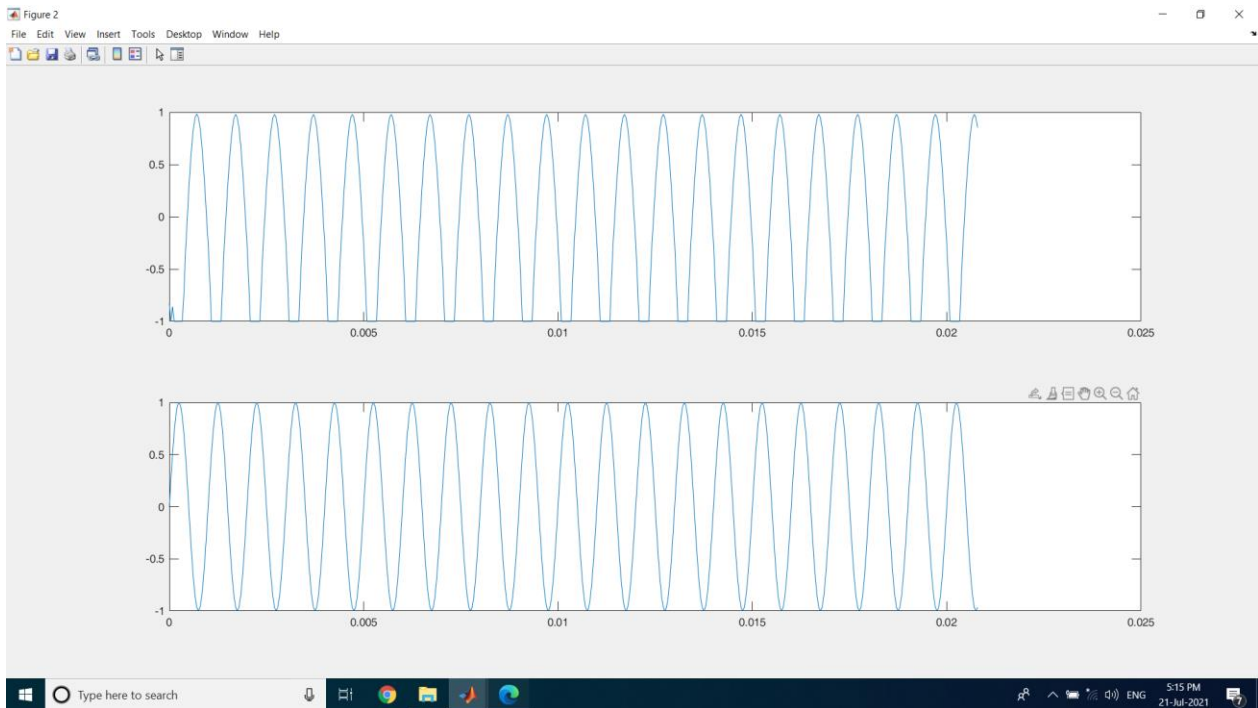 Figure 2
File Edit View Insert Tools Desktop Window Help
1
0.5
0
-0.5
-1
0 0.005 0.01 0.015 0.02 0.025
1
0.5
0
-0.5
-1
0 0.005 0.01 0.015 0.02 0.025
Type here to search
ENG
5:15 PM
21-Jul-2021
7